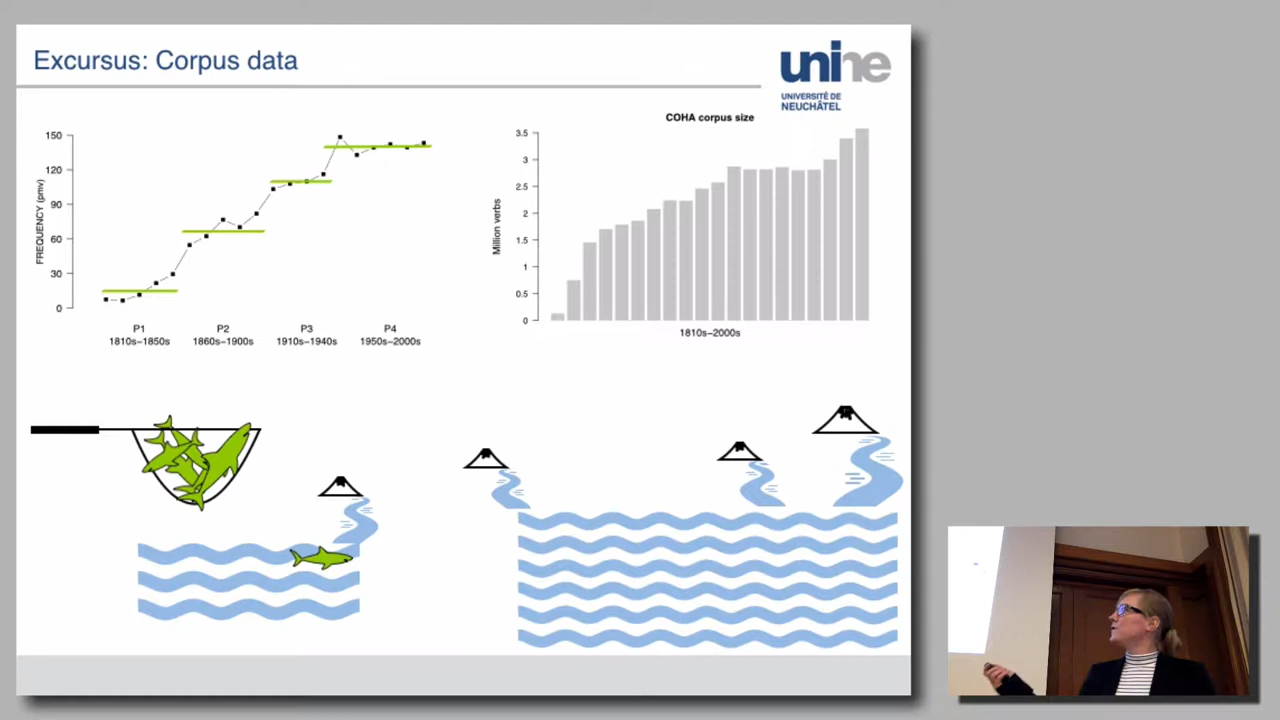 Excursus: Corpus data
unine
UNIVERSITÉ DE
NEUCHÂTEL
FREQUENCY (pmv)
150
120
90
60
30
0
P1 P2 P3 P4
1810s–1850s 1860s–1900s 1910s–1940s 1950s–2000s
COHA corpus size
Million verbs
3.5
3
2.5
2
1.5
1
0.5
0
1810s–2000s